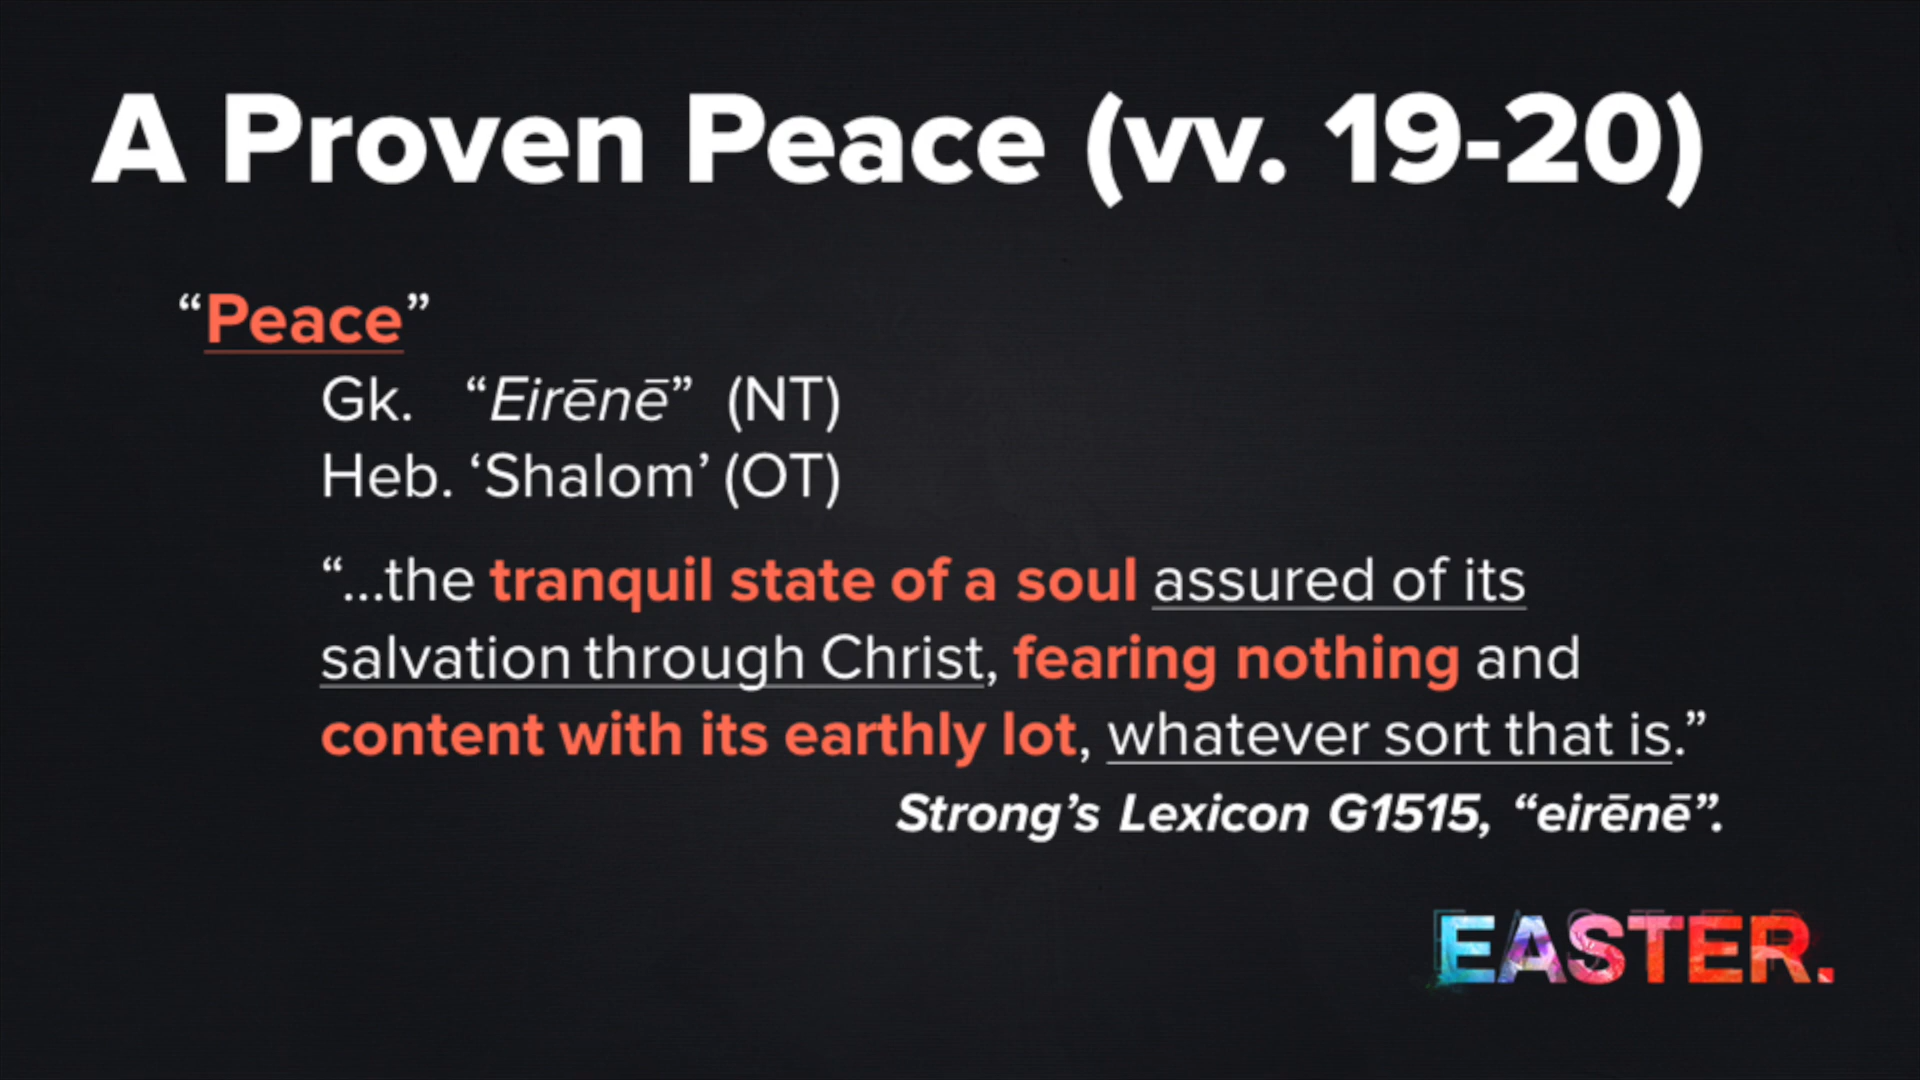 A Proven Peace (vv. 19-20)
“Peace”
Gk. “Eirēnē” (NT)
Heb. ‘Shalom’ (OT)
“...the tranquil state of a soul assured of its
salvation through Christ, fearing nothing and
content with its earthly lot, whatever sort that is.”
Strong’s Lexicon G1515, “eirēnē”.
EASTER.